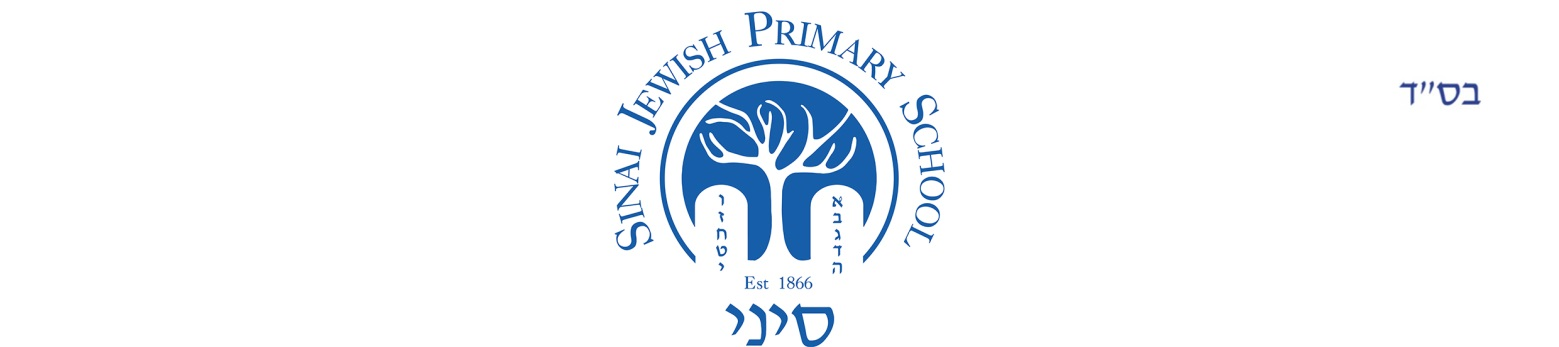 בס״ד
SINAI JEWISH PRIMARY SCHOOL
א
ב
ג
ד
ה
ו
ז
ח
ט
י
Est 1866
סיני